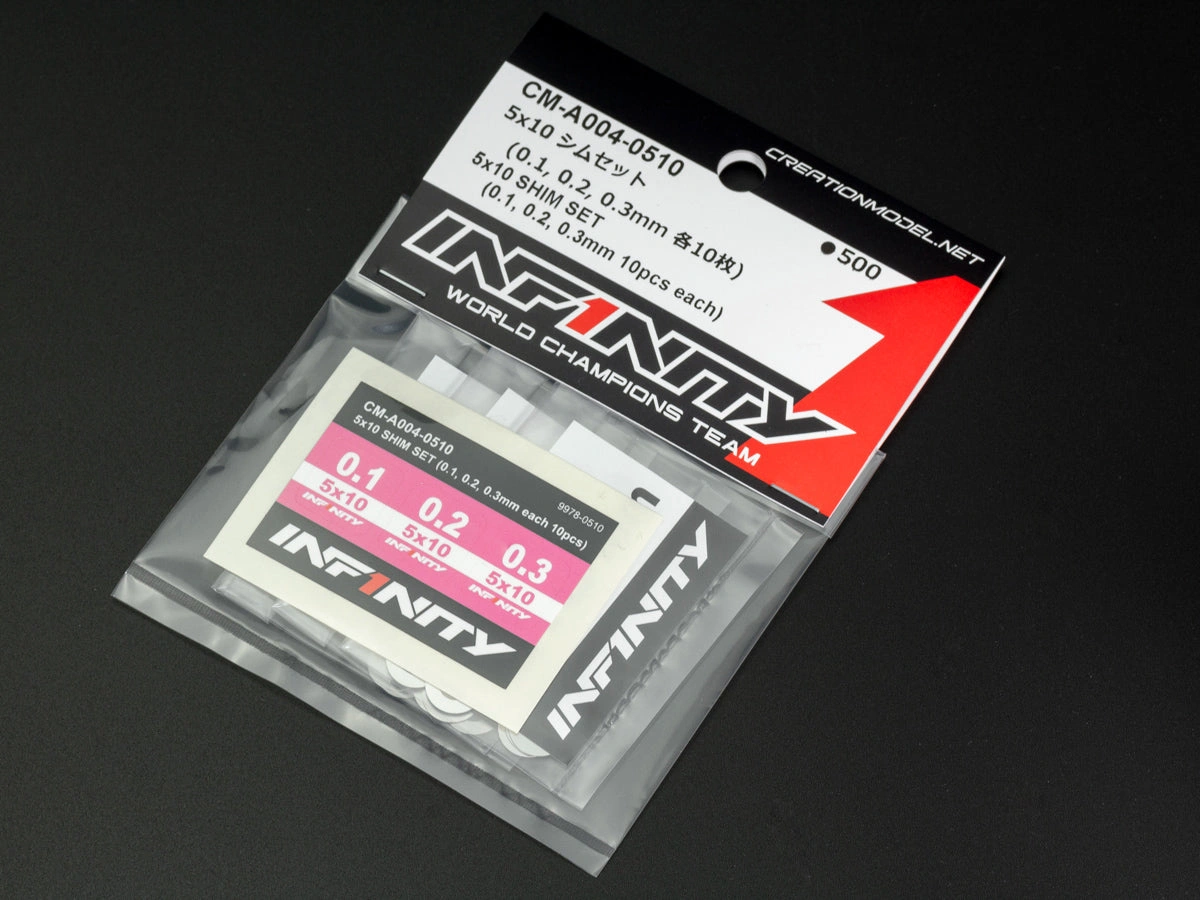 CREATIONMODEL.NET
CM-A004-0510
5x10 シムセット
(0.1, 0.2, 0.3mm 各10枚)
5x10 SHIM SET
(0.1, 0.2, 0.3mm 10pcs each)
●500
INF1NITY
WORLD CHAMPIONS TEAM
CM-A004-0510
5x10 SHIM SET (0.1, 0.2, 0.3mm each 10pcs)
9978-0510
0.1
5x10
INF1NITY
0.2
5x10
INF1NITY
0.3
5x10
INF1NITY
INF1NITY
INF1NITY